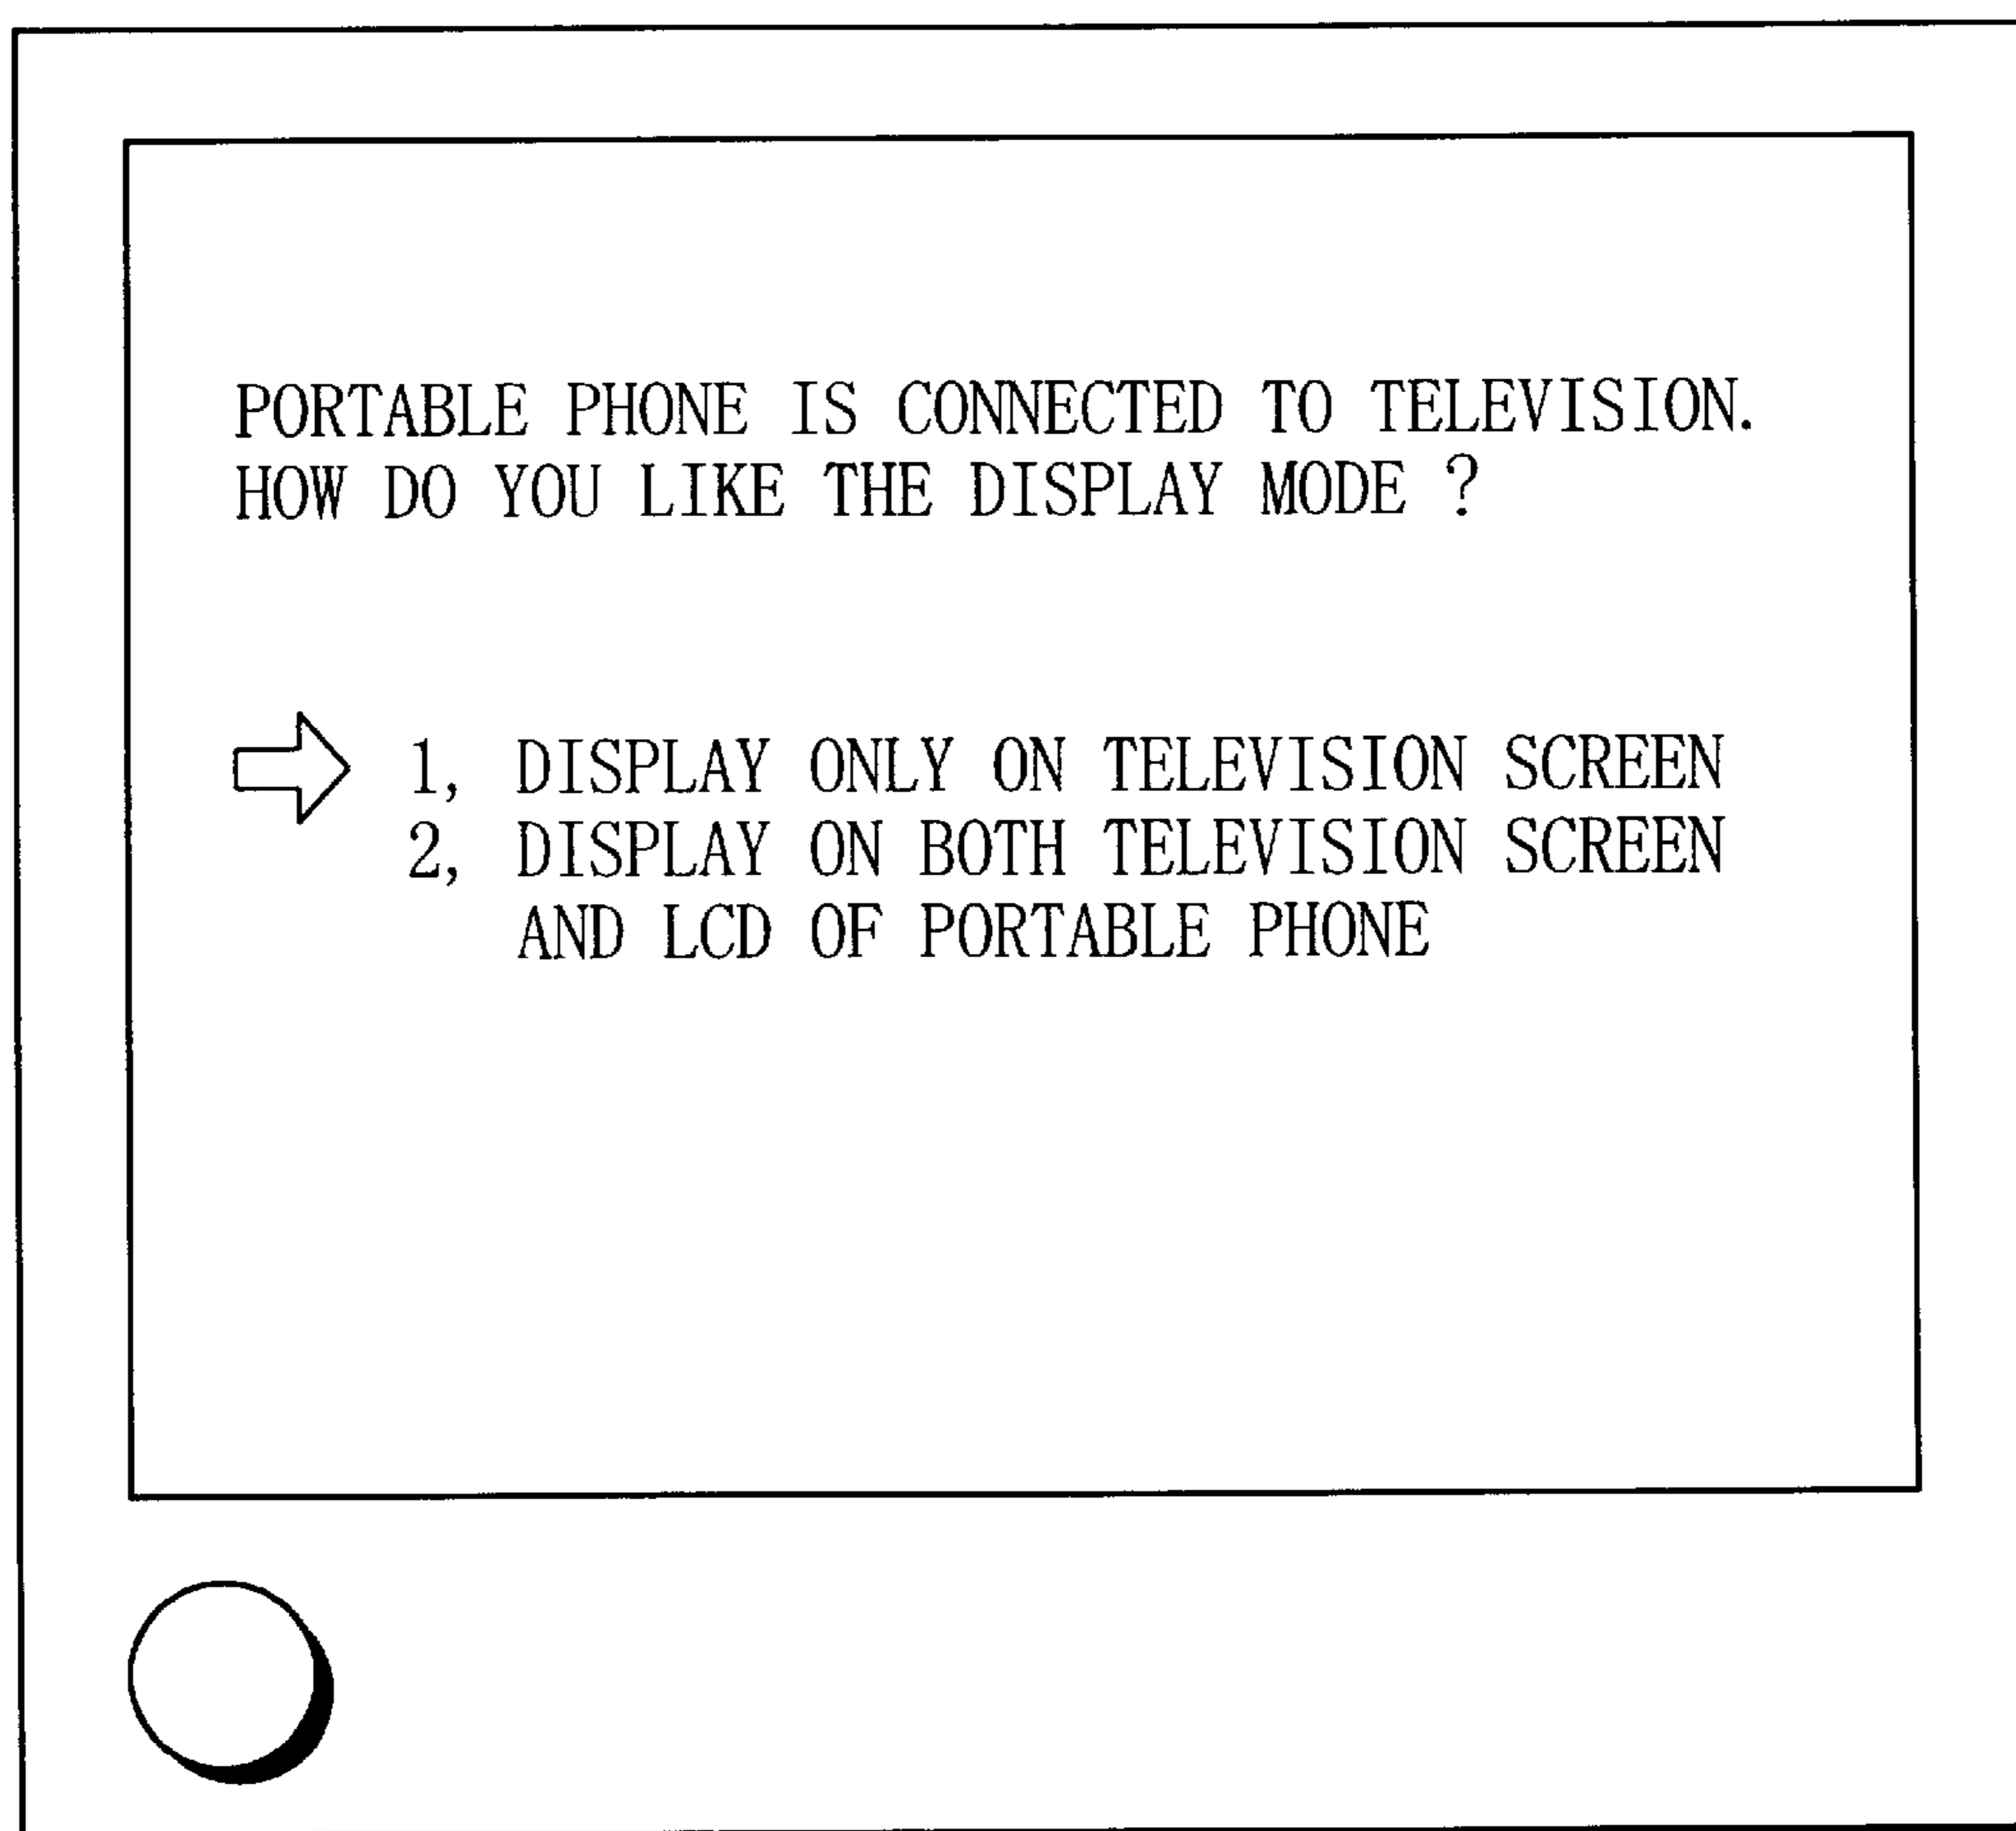 PORTABLE PHONE IS CONNECTED TO TELEVISION.
HOW DO YOU LIKE THE DISPLAY MODE ?
1, DISPLAY ONLY ON TELEVISION SCREEN
2, DISPLAY ON BOTH TELEVISION SCREEN
AND LCD OF PORTABLE PHONE